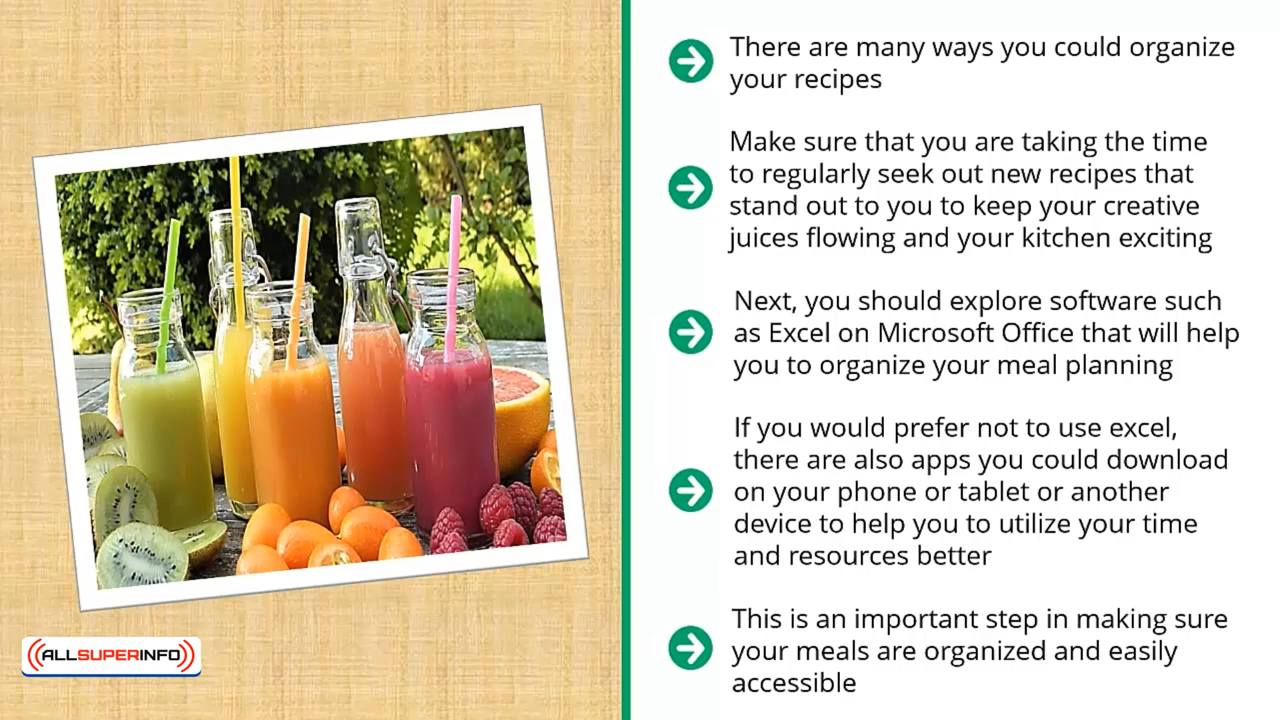 There are many ways you could organize
your recipes
Make sure that you are taking the time
to regularly seek out new recipes that
stand out to you to keep your creative
juices flowing and your kitchen exciting
Next, you should explore software such
as Excel on Microsoft Office that will help
you to organize your meal planning
If you would prefer not to use excel,
there are also apps you could download
on your phone or tablet or another
device to help you to utilize your time
and resources better
This is an important step in making sure
your meals are organized and easily
accessible
ALLSUPERINFO